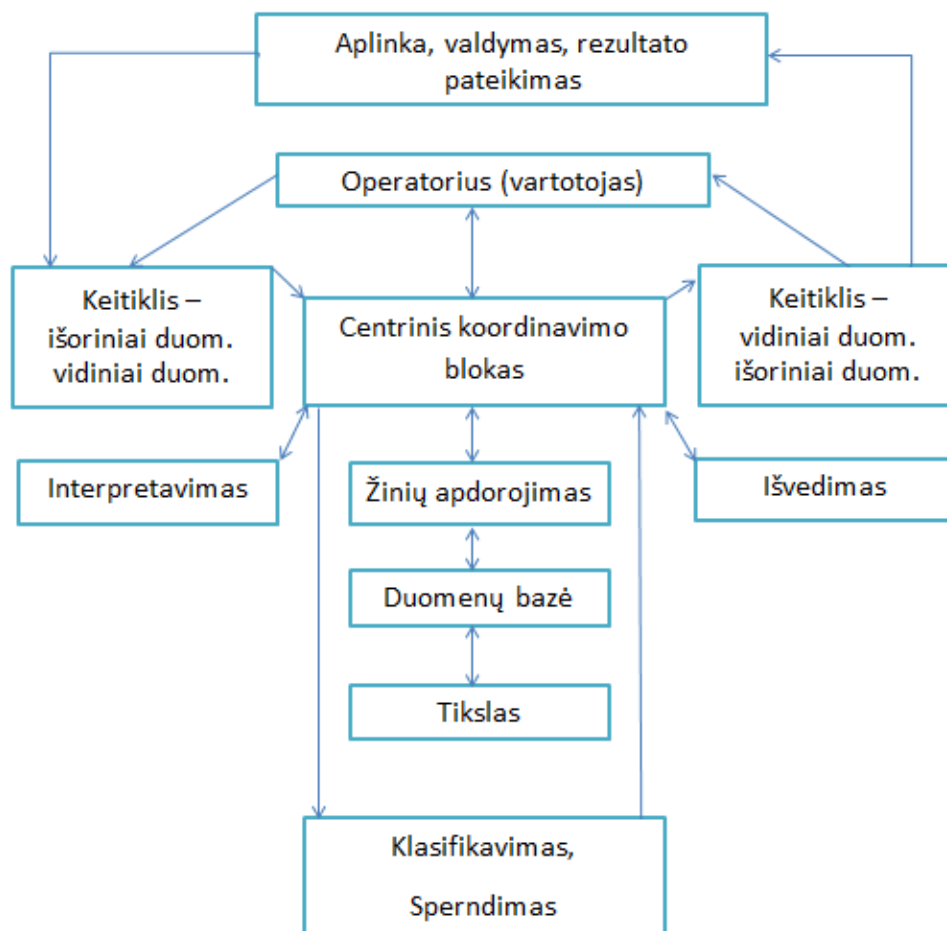 Aplinka, valdymas, rezultato
pateikimas
Operatorius (vartotojas)
Keitiklis –
išoriniai duom.
vidiniai duom.
Centrinis koordinavimo
blokas
Keitiklis –
vidiniai duom.
išoriniai duom.
Interpretavimas
Žinių apdorojimas
Išvedimas
Duomenų bazė
Tikslas
Klasifikavimas,
Sperndimas